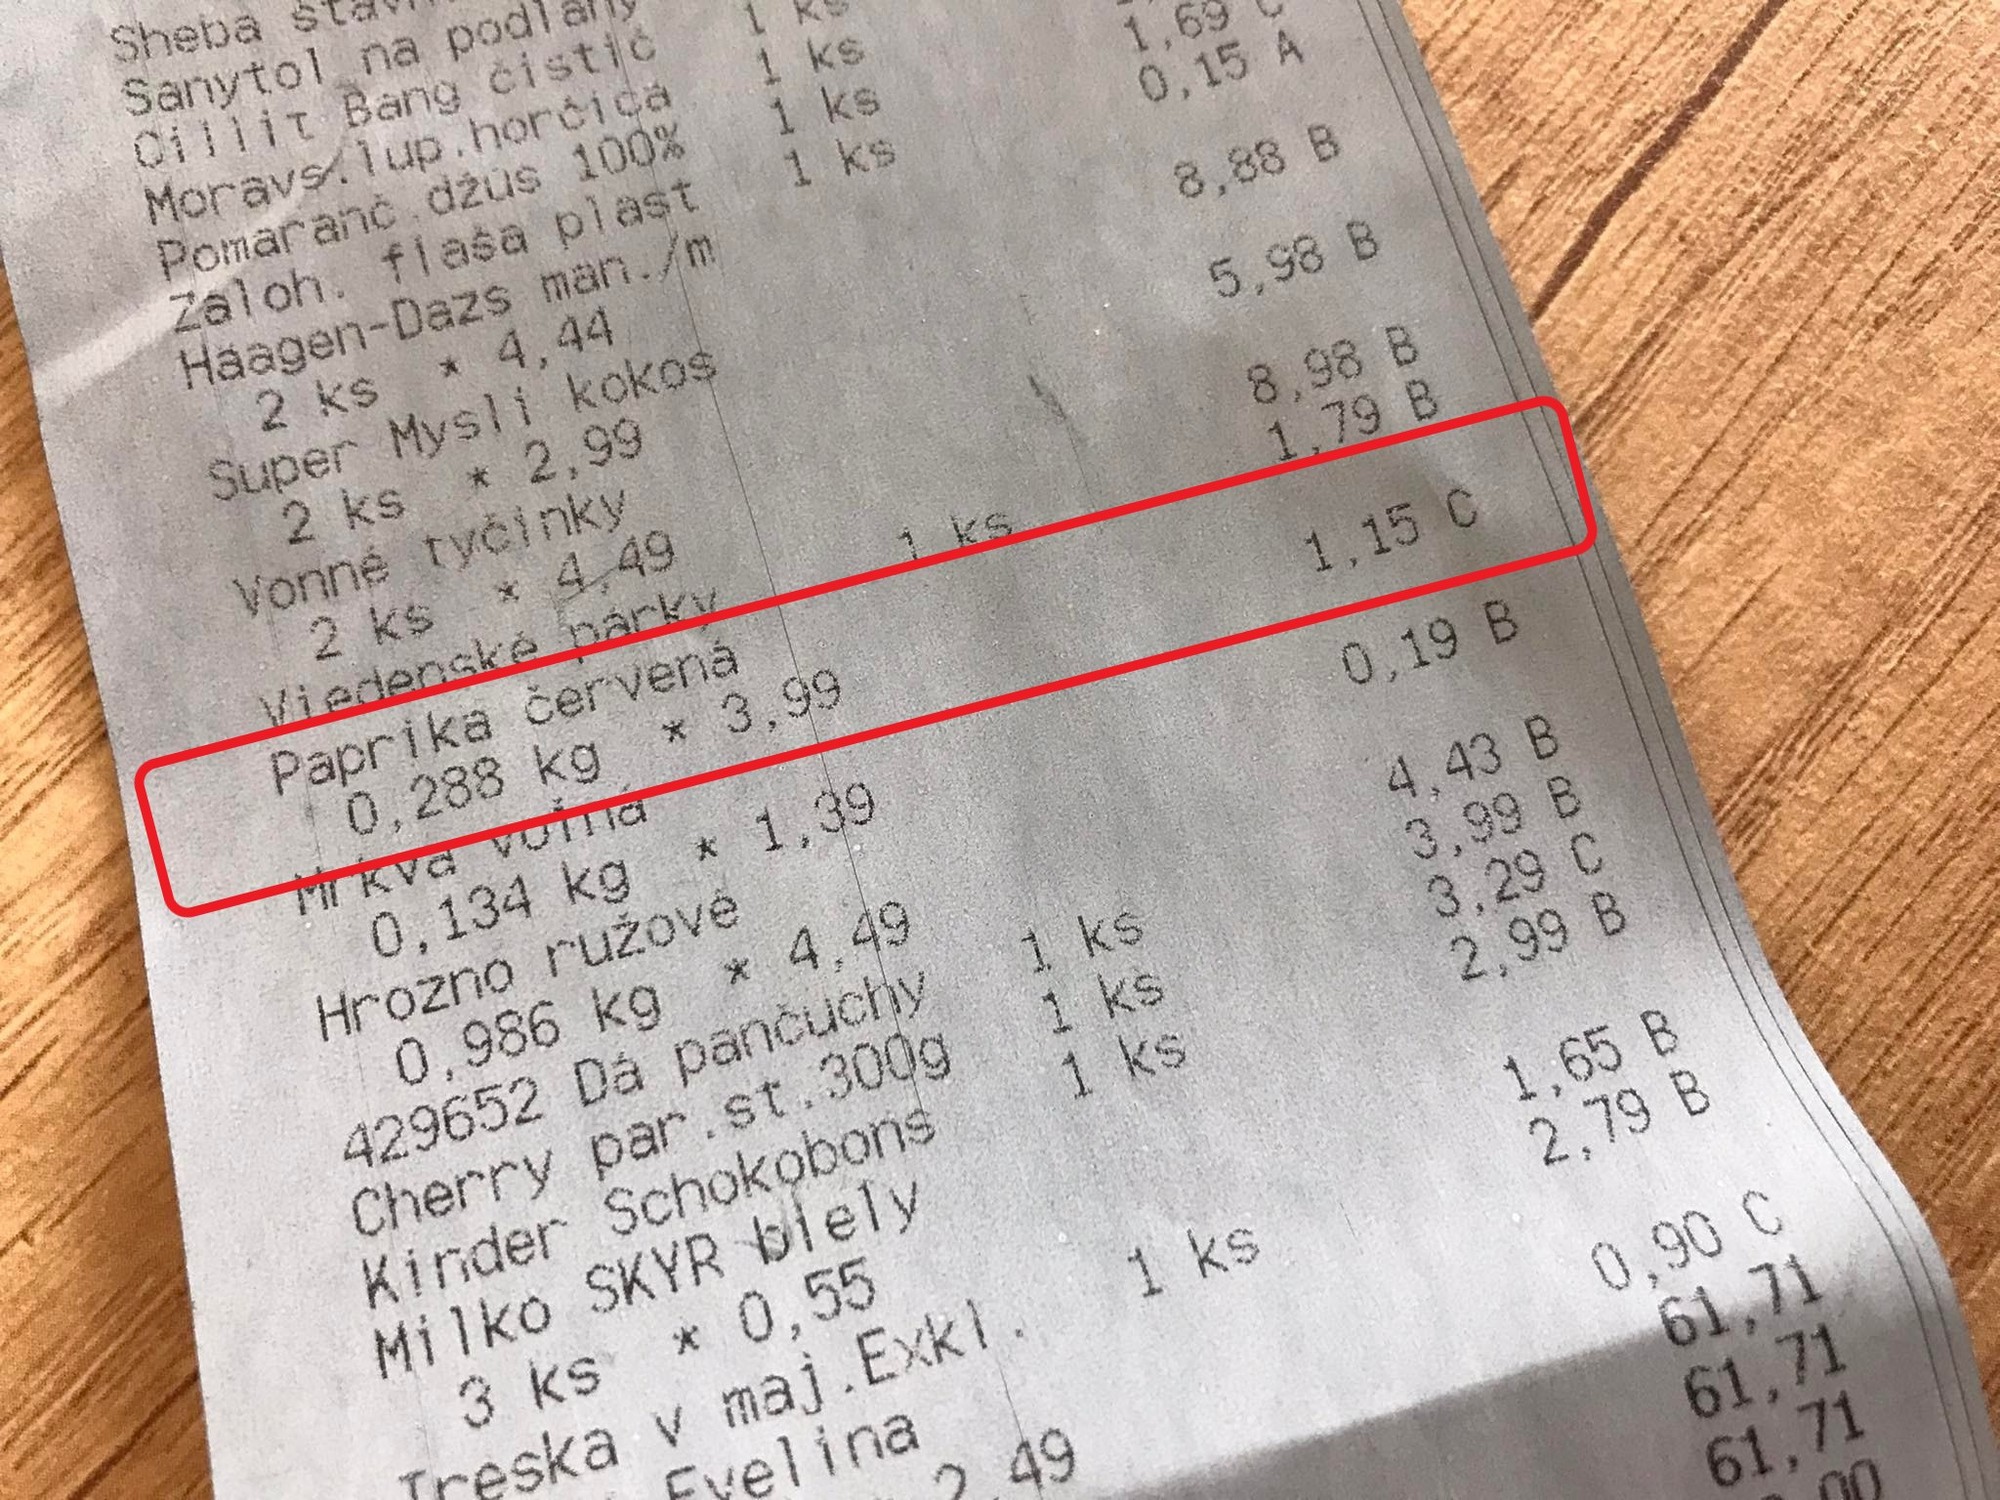 Sheba
Sanytol na podlahy 1 ks 1,69 C
Cillit Bang čistič 1 ks 0,15 A
Moravs.lup.horčica 1 ks
Pomaranč.džús 100% 1 ks
Záloh. fľaša plast
Häagen-Dazs man./m
2 ks * 4,44 8,88 B
Super Mysli kokos
2 ks * 2,99 5,98 B
Vonné tyčinky
2 ks * 4,49 8,98 B
Viedenské párky 1 ks 1,79 B
Paprika červená
0,288 kg * 3,99 1,15 C
Mrkva voľná
0,134 kg * 1,39 0,19 B
Hrozno ružové
0,986 kg * 4,49 4,43 B
429652 Dá pančuchy 1 ks 3,99 B
Cherry par.st.300g 1 ks 3,29 C
Kinder Schokobons 1 ks 2,99 B
Milko SKYR biely
3 ks * 0,55 1,65 B
Treska v maj.Exkl. 1 ks 2,79 B
Evelina
2,49 0,90 C
61,71
61,71
61,71